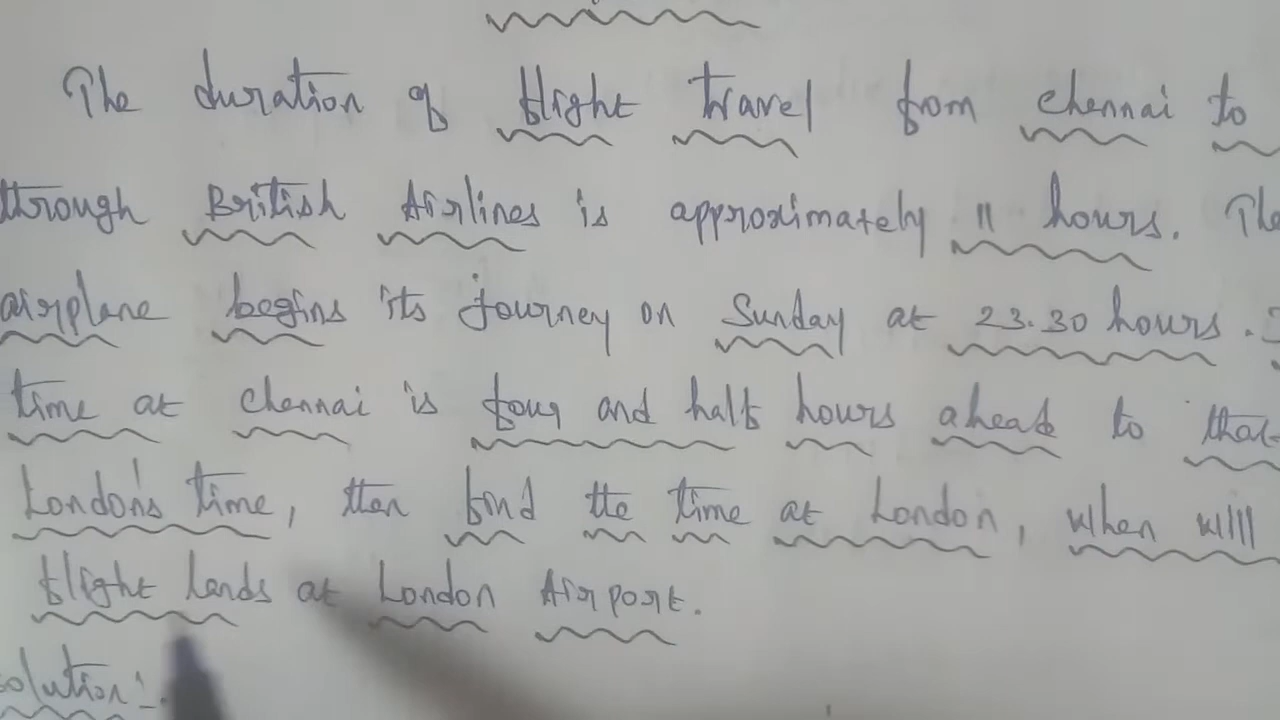 The duration of flight travel from chennai to
through British Airlines is approximately 11 hours. The
airplane begins its journey on Sunday at 23.30 hours.
time at chennai is four and half hours ahead to that
London's time, then find the time at London, when will
flight lands at London Airport.
solution: